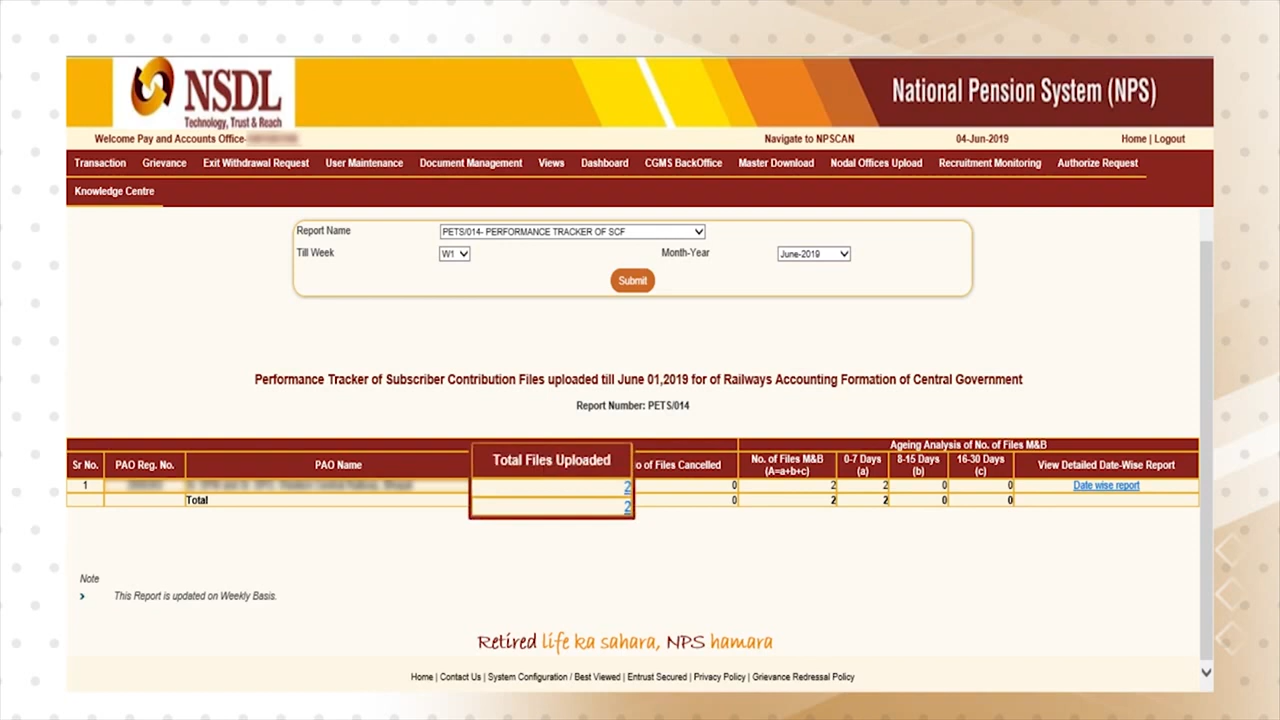 NSDL
Technology, Trust & Reach
National Pension System (NPS)
Welcome Pay and Accounts Office-
Navigate to NPSCAN
04-Jun-2019
Home | Logout
Transaction Grievance Exit Withdrawal Request User Maintenance Document Management Views Dashboard CGMS BackOffice Master Download Nodal Offices Upload Recruitment Monitoring Authorize Request
Knowledge Centre
Report Name PETS/014- PERFORMANCE TRACKER OF SCF
Till Week W1 Month-Year June-2019
Submit
Performance Tracker of Subscriber Contribution Files uploaded till June 01,2019 for of Railways Accounting Formation of Central Government
Report Number: PETS/014
Ageing Analysis of No. of Files M&B
Sr No. PAO Reg. No. PAO Name Total Files Uploaded o of Files Cancelled No. of Files M&B (A=a+b+c) 0-7 Days (a) 8-15 Days (b) 16-30 Days (c) View Detailed Date-Wise Report
1 2 0 2 2 0 0 Date wise report
Total 2 0 2 2 0 0
Note
This Report is updated on Weekly Basis.
Retired life ka sahara, NPS hamara
Home | Contact Us | System Configuration / Best Viewed | Entrust Secured | Privacy Policy | Grievance Redressal Policy